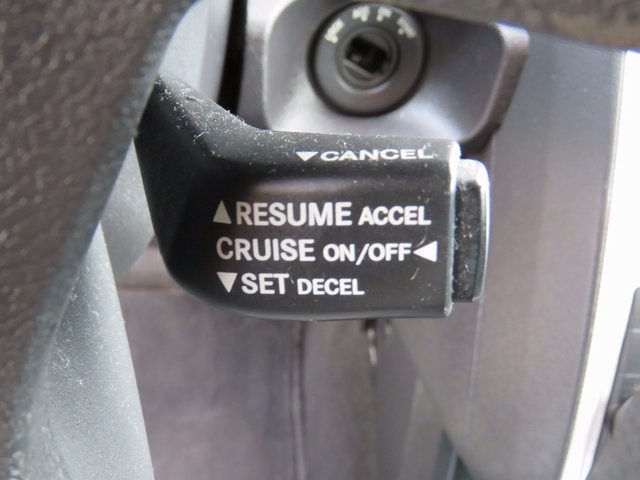 ▼CANCEL
▲RESUME ACCEL
CRUISE ON/OFF◀
▼SET DECEL